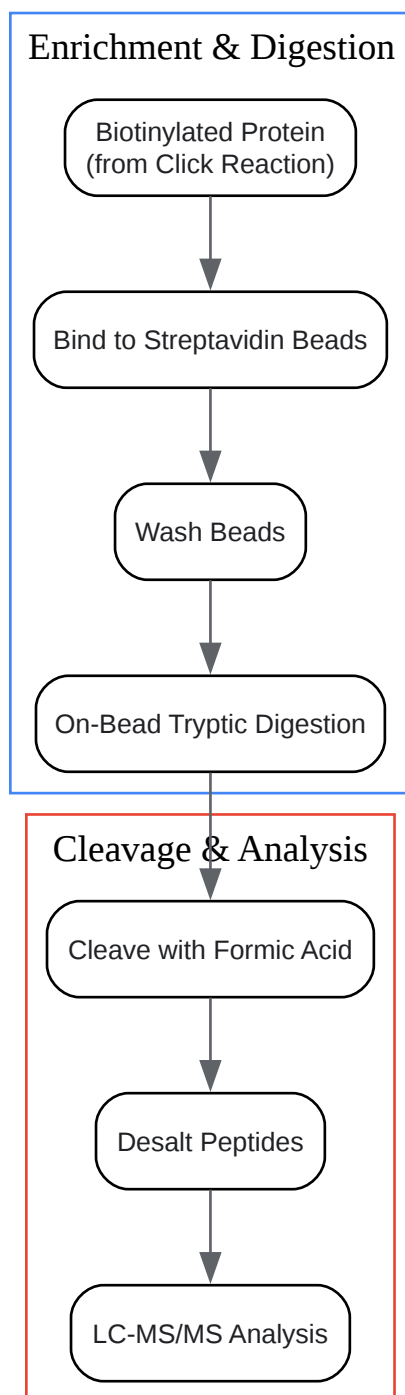 Enrichment & Digestion
Biotinylated Protein
(from Click Reaction)
Bind to Streptavidin Beads
Wash Beads
On-Bead Tryptic Digestion
Cleavage & Analysis
Cleave with Formic Acid
Desalt Peptides
LC-MS/MS Analysis